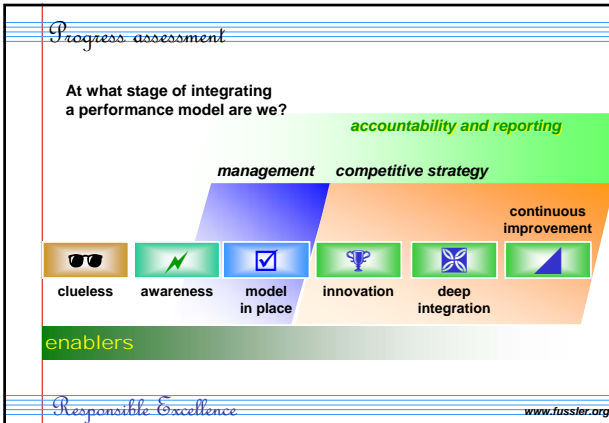 Progress assessment
At what stage of integrating
a performance model are we?
accountability and reporting
management competitive strategy
continuous
improvement
clueless awareness model
in place innovation deep
integration
enablers
Responsible Excellence
www.fussler.org